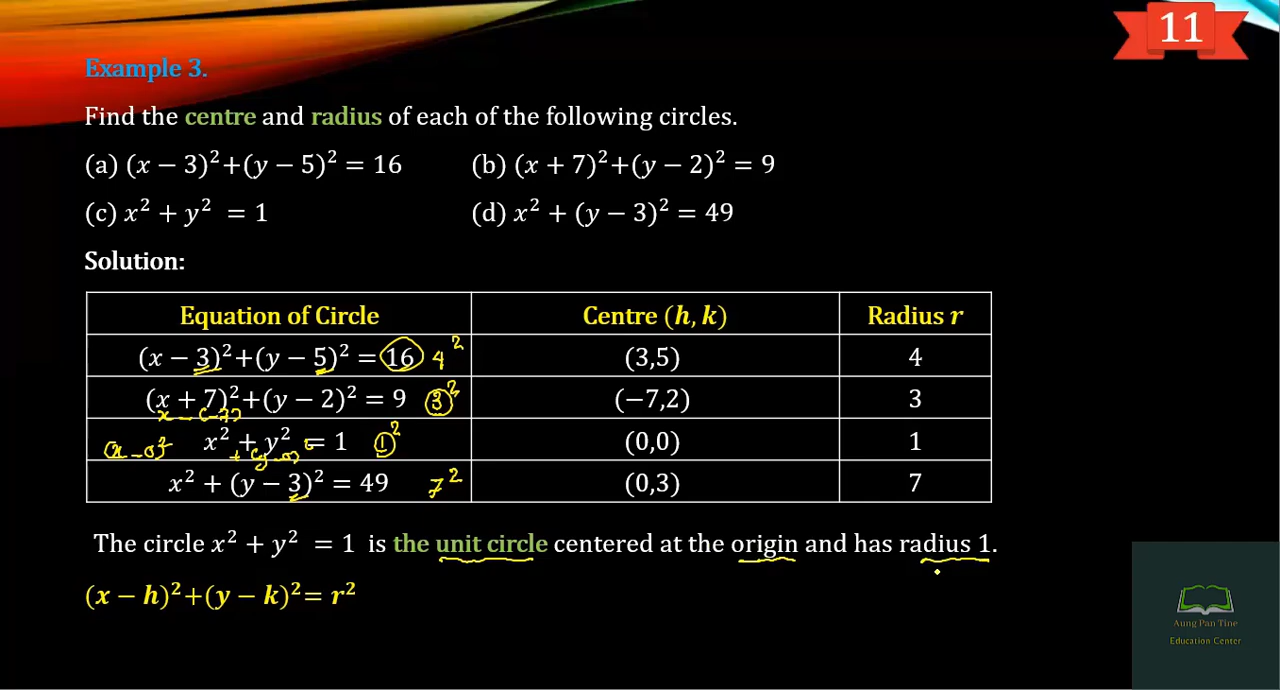 11
Example 3.
Find the centre and radius of each of the following circles.
(a) (x − 3)²+(y − 5)² = 16 (b) (x + 7)²+(y − 2)² = 9
(c) x² + y² = 1 (d) x² + (y − 3)² = 49
Solution:
Equation of Circle Centre (h, k) Radius r
(x − 3)²+(y − 5)² = 16 4² (3,5) 4
(x + 7)²+(y − 2)² = 9 3² (−7,2) 3
x² + y² = 1 1² (0,0) 1
x² + (y − 3)² = 49 7² (0,3) 7
The circle x² + y² = 1 is the unit circle centered at the origin and has radius 1.
(x − h)²+(y − k)²= r²
Aung Pan Tine
Education Center